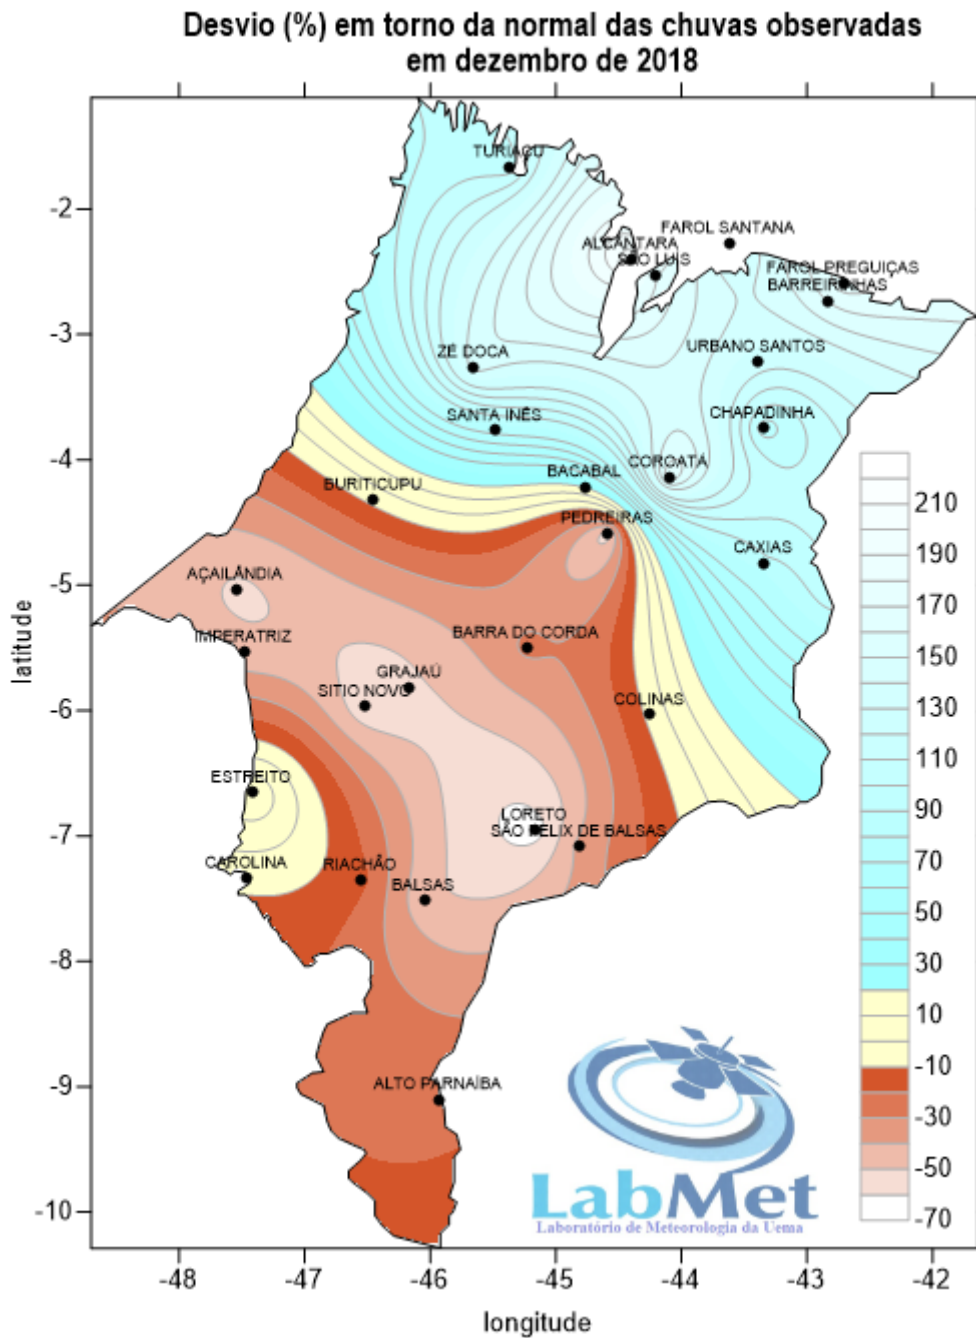 Desvio (%) em torno da normal das chuvas observadas
em dezembro de 2018
TURIAÇU
-2
FAROL SANTANA
ALCÂNTARA
SÃO LUIS
FAROL PREGUIÇAS
BARREIRINHAS
-3
ZÉ DOCA
URBANO SANTOS
SANTA INÊS
CHAPADINHA
-4
COROATÁ
BACABAL
BURITICUPU
PEDREIRAS
210
190
CAXIAS
-5
AÇAILÂNDIA
170
IMPERATRIZ
BARRA DO CORDA
latitude
150
GRAJAÚ
SITIO NOVO
COLINAS
-6
130
110
ESTREITO
90
LORETO
-7
SÃO FELIX DE BALSAS
CAROLINA
RIACHÃO
BALSAS
70
50
-8
30
10
-9
ALTO PARNAÍBA
-10
-30
-50
LabMet
-10
-70
Laboratório de Meteorologia da Uema
-48 -47 -46 -45 -44 -43 -42
longitude